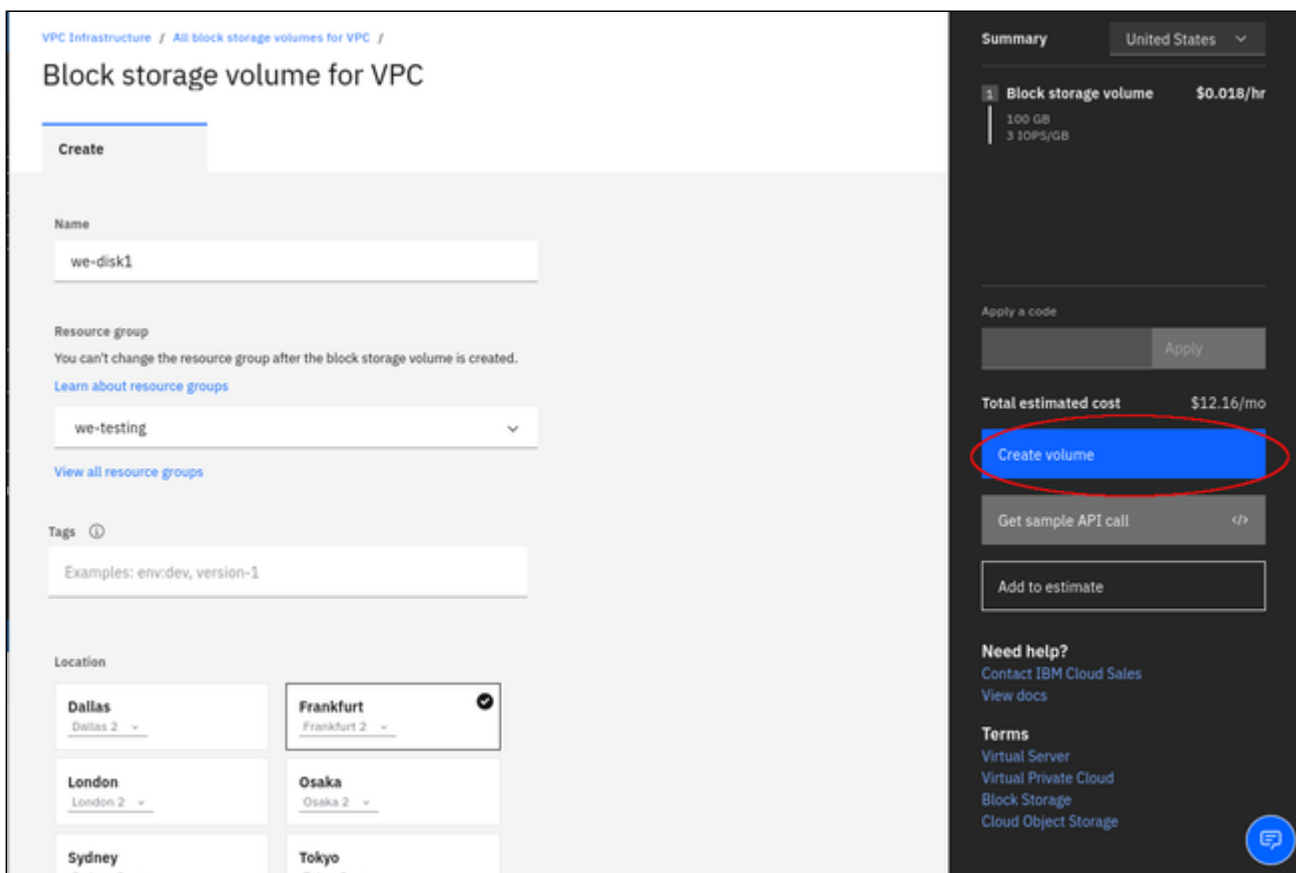 VPC Infrastructure / All block storage volumes for VPC /
Block storage volume for VPC
Create
Name
we-disk1
Resource group
You can't change the resource group after the block storage volume is created.
Learn about resource groups
we-testing
View all resource groups
Tags
Examples: env:dev, version-1
Location
Dallas
Dallas 2
Frankfurt
Frankfurt 2
London
London 2
Osaka
Osaka 2
Sydney
Tokyo
Summary
United States
1 Block storage volume $0.018/hr
100 GB
3 IOPS/GB
Apply a code
Apply
Total estimated cost $12.16/mo
Create volume
Get sample API call </>
Add to estimate
Need help?
Contact IBM Cloud Sales
View docs
Terms
Virtual Server
Virtual Private Cloud
Block Storage
Cloud Object Storage